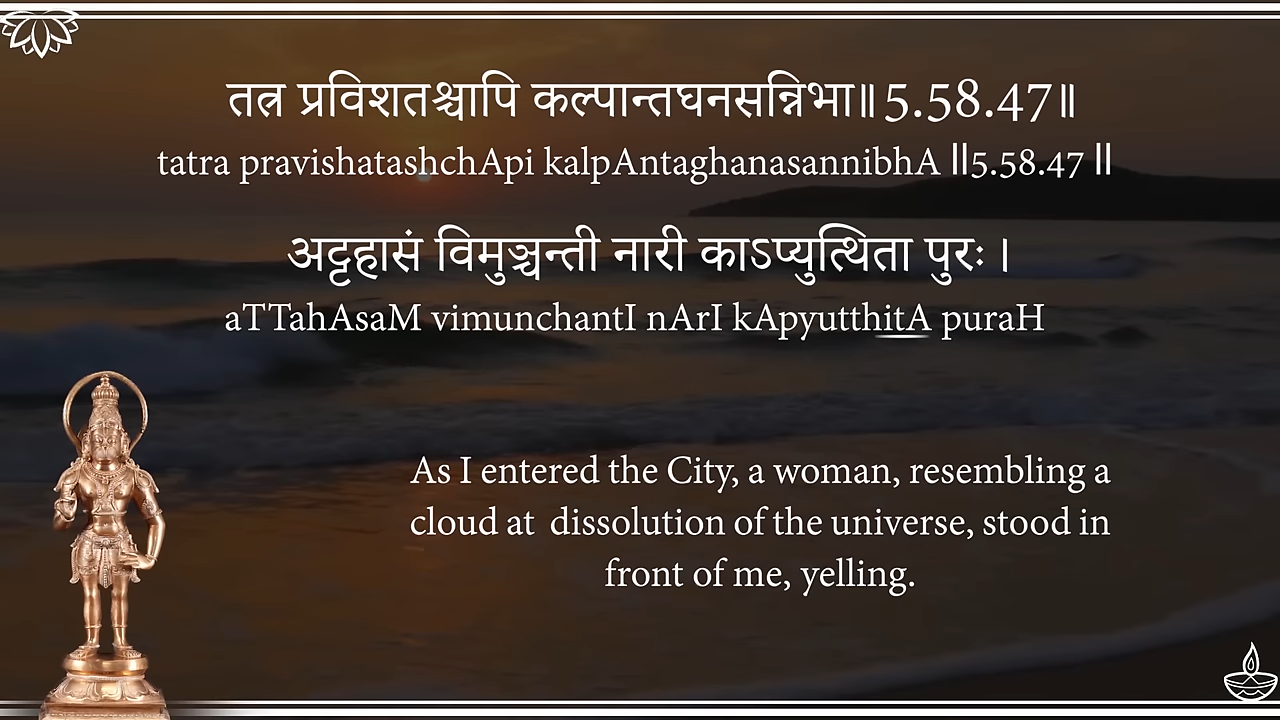 तत्र प्रविशतश्चापि कल्पान्तघनसन्निभा॥5.58.47॥
tatra pravishatashchApi kalpAntaghanasannibhA ||5.58.47 ||
अट्टहासं विमुञ्चन्ती नारी काऽप्युत्थिता पुरः ।
aTTahAsaM vimunchantI nArI kApyutthitA puraH
As I entered the City, a woman, resembling a
cloud at dissolution of the universe, stood in
front of me, yelling.